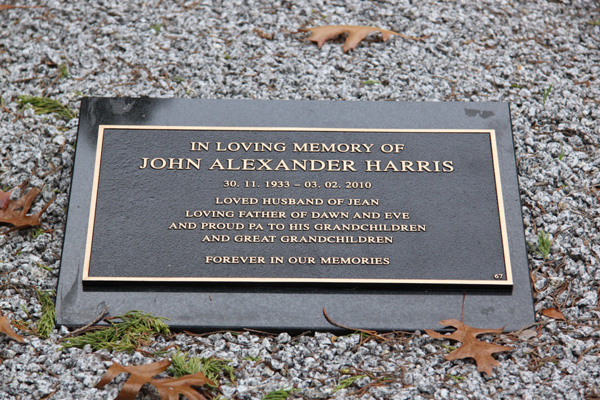 IN LOVING MEMORY OF
JOHN ALEXANDER HARRIS
30. 11. 1933 – 03. 02. 2010
LOVED HUSBAND OF JEAN
LOVING FATHER OF DAWN AND EVE
AND PROUD PA TO HIS GRANDCHILDREN
AND GREAT GRANDCHILDREN
FOREVER IN OUR MEMORIES
67